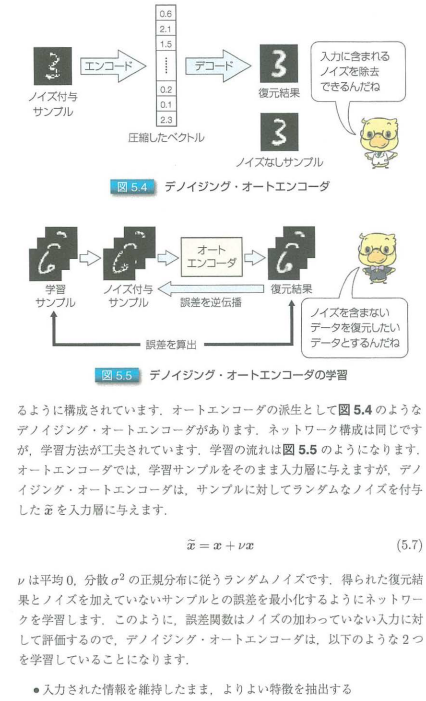 0.6
2.1
1.5
0.2
0.1
2.3
エンコード
デコード
ノイズ付与
サンプル
圧縮したベクトル
復元結果
ノイズなしサンプル
入力に含まれる
ノイズを除去
できるんだね
図 5.4 デノイジング・オートエンコーダ
オート
エンコーダ
学習
サンプル
ノイズ付与
サンプル
誤差を逆伝播
復元結果
誤差を算出
ノイズを含まない
データを復元したい
データとするんだね
図 5.5 デノイジング・オートエンコーダの学習
るように構成されています．オートエンコーダの派生として図 5.4 のような
デノイジング・オートエンコーダがあります．ネットワーク構成は同じです
が，学習方法が工夫されています．学習の流れは図 5.5 のようになります．
オートエンコーダでは，学習サンプルをそのまま入力層に与えますが，デノ
イジング・オートエンコーダは，サンプルに対してランダムなノイズを付与
した x̃ を入力層に与えます．
x̃ = x + νx (5.7)
ν は平均 0，分散 σ² の正規分布に従うランダムノイズです．得られた復元結
果とノイズを加えていないサンプルとの誤差を最小化するようにネットワー
クを学習します．このように，誤差関数はノイズの加わっていない入力に対
して評価するので，デノイジング・オートエンコーダは，以下のような 2 つ
を学習していることになります．
●入力された情報を維持したまま，よりよい特徴を抽出する